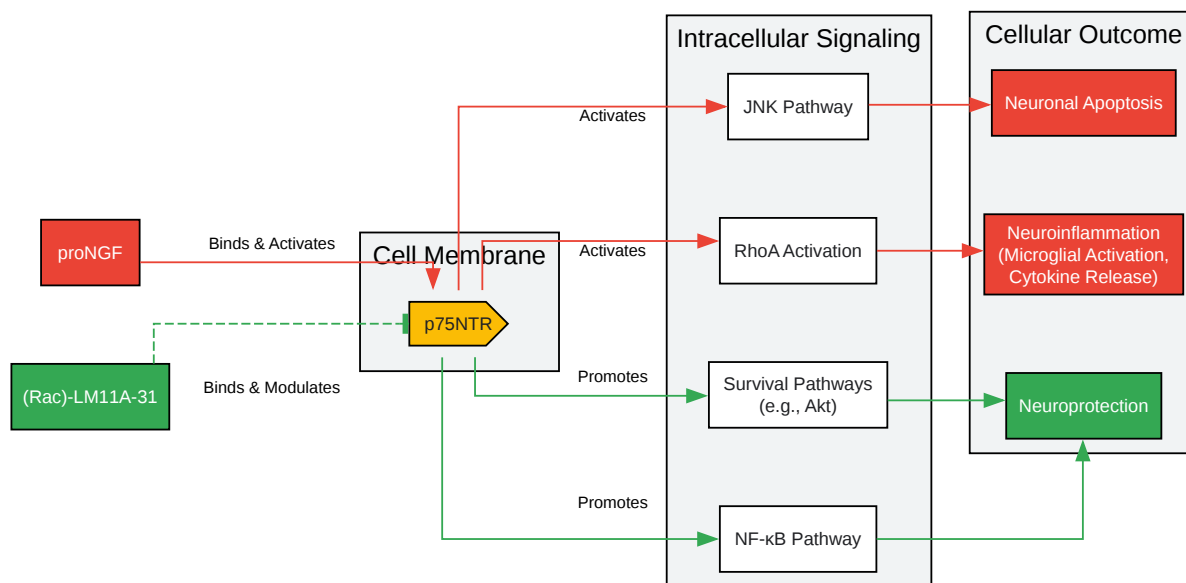 Intracellular Signaling
Cellular Outcome
JNK Pathway
Neuronal Apoptosis
Activates
proNGF
Binds & Activates
Cell Membrane
Activates
RhoA Activation
Neuroinflammation
(Microglial Activation,
Cytokine Release)
p75NTR
(Rac)-LM11A-31
Binds & Modulates
Promotes
Survival Pathways
(e.g., Akt)
Neuroprotection
Promotes
NF-κB Pathway